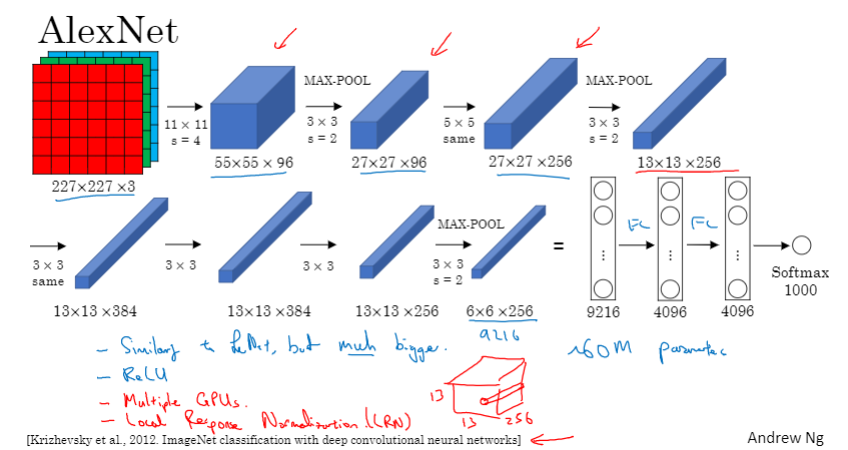 AlexNet
MAX-POOL
MAX-POOL
11 × 11
s = 4
3 × 3
s = 2
5 × 5
same
3 × 3
s = 2
227×227 ×3
55×55 × 96
27×27 ×96
27×27 ×256
13×13 ×256
MAX-POOL
3 × 3
same
3 × 3
3 × 3
3 × 3
s = 2
=
FC
FC
⋮
⋮
⋮
Softmax
1000
13×13 ×384
13×13 ×384
13×13 ×256
6×6 ×256
9216
4096
4096
9216
~60M parameters
- Similar to LeNet, but much bigger.
- ReLU
- Multiple GPUs.
- Local Response Normalization (LRN)
13
13
256
[Krizhevsky et al., 2012. ImageNet classification with deep convolutional neural networks]
Andrew Ng